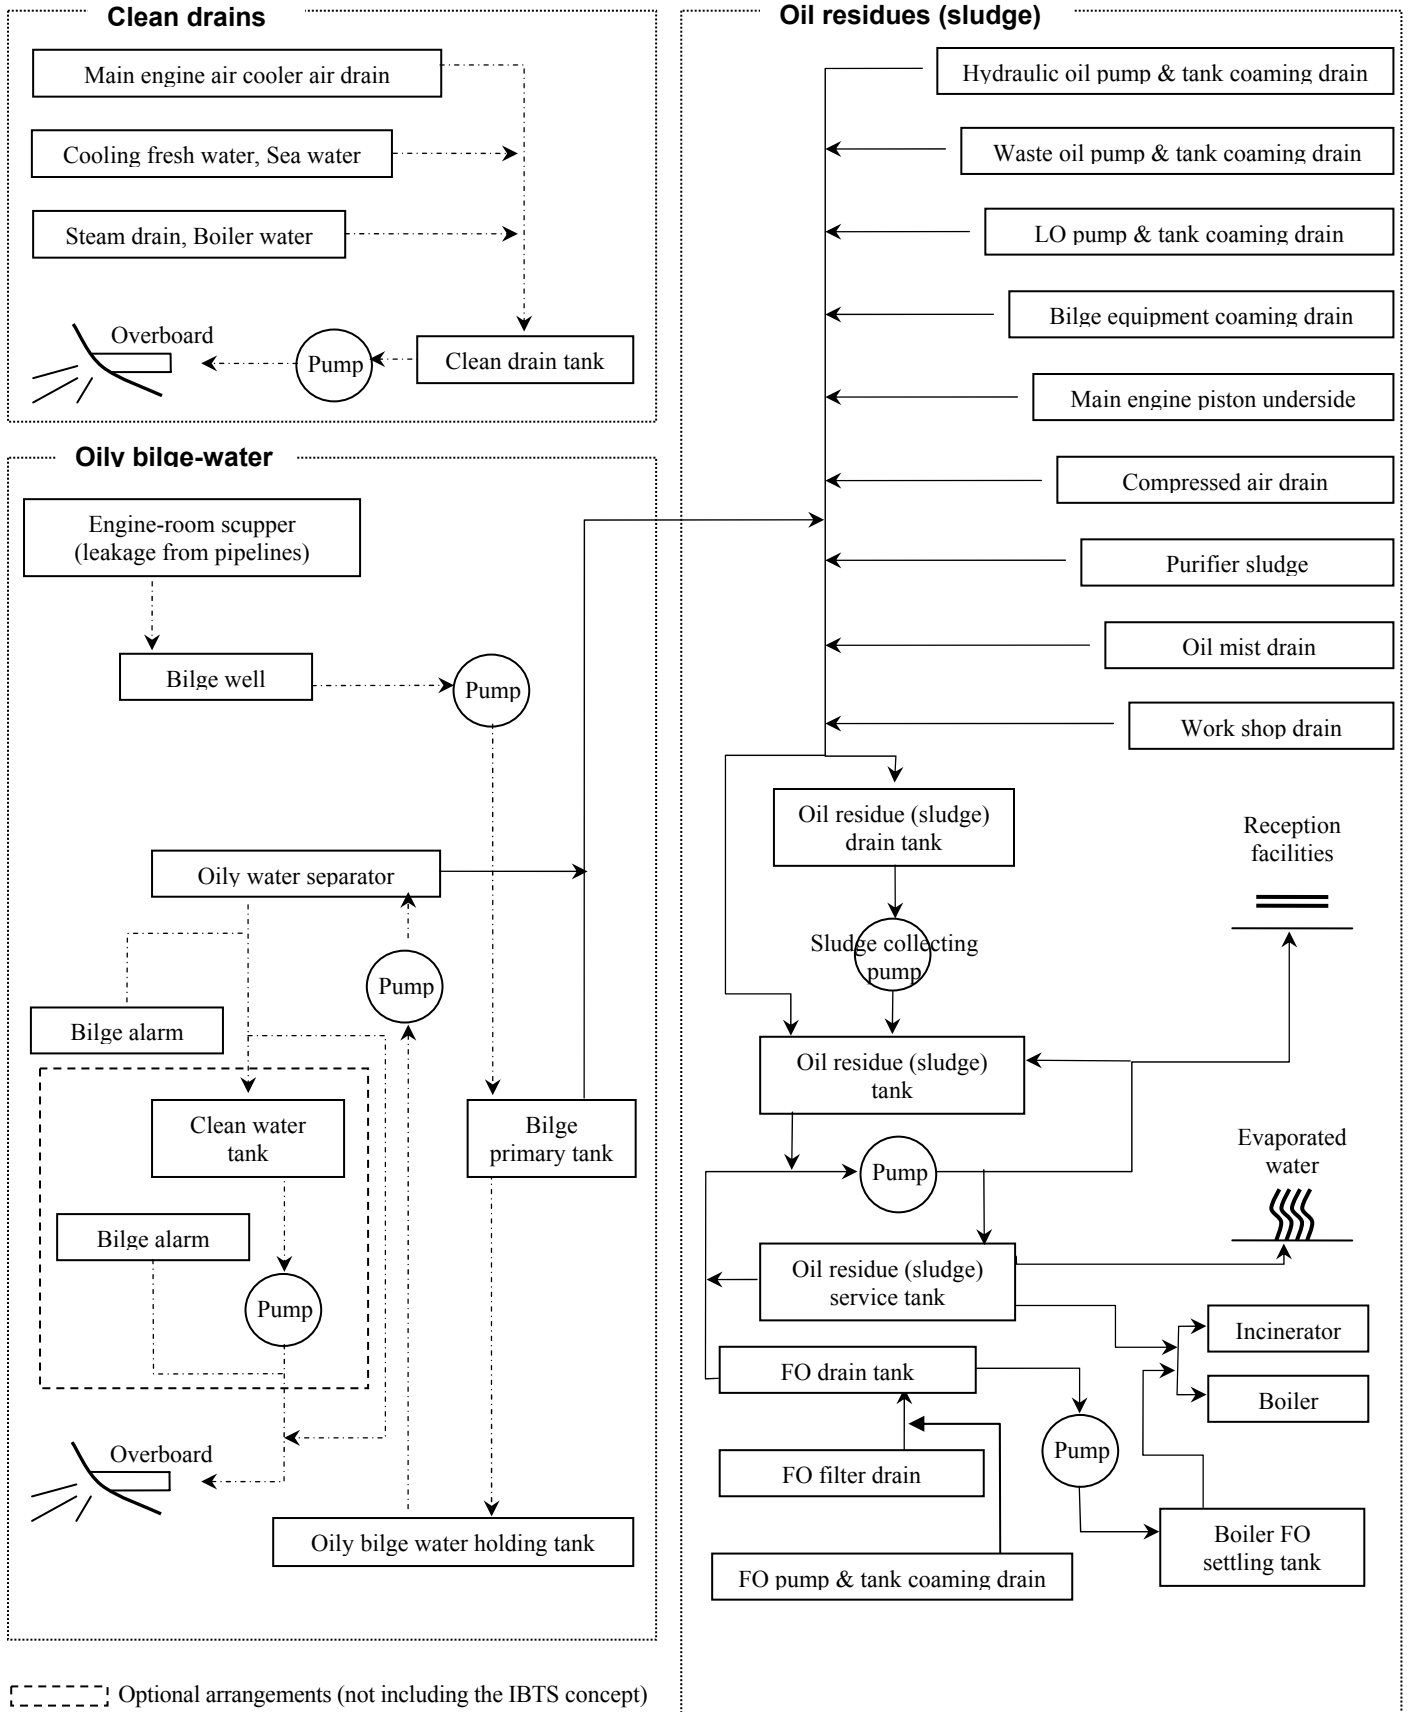 Clean drains
Main engine air cooler air drain
Cooling fresh water, Sea water
Steam drain, Boiler water
Overboard
Pump
Clean drain tank
Oily bilge-water
Engine-room scupper
(leakage from pipelines)
Bilge well
Pump
Oily water separator
Pump
Bilge alarm
Clean water
tank
Bilge
primary tank
Bilge alarm
Pump
Overboard
Oily bilge water holding tank
Optional arrangements (not including the IBTS concept)
Oil residues (sludge)
Hydraulic oil pump & tank coaming drain
Waste oil pump & tank coaming drain
LO pump & tank coaming drain
Bilge equipment coaming drain
Main engine piston underside
Compressed air drain
Purifier sludge
Oil mist drain
Work shop drain
Oil residue (sludge)
drain tank
Reception
facilities
Sludge collecting
pump
Oil residue (sludge)
tank
Pump
Evaporated
water
Oil residue (sludge)
service tank
Incinerator
FO drain tank
Boiler
Pump
FO filter drain
Boiler FO
settling tank
FO pump & tank coaming drain